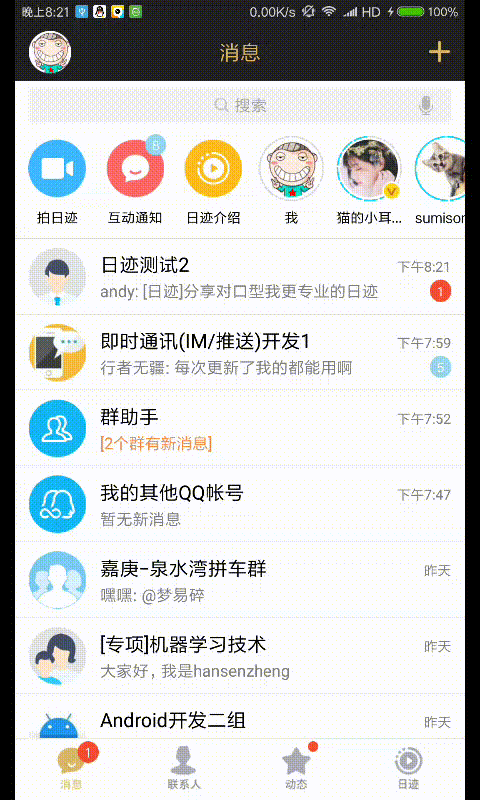 晚上8:21 0.00K/s HD 100%
消息
搜索
8
拍日迹 互动通知 日迹介绍 我 猫的小耳... sumisor
日迹测试2 下午8:21
andy: [日迹]分享对口型我更专业的日迹 1
即时通讯(IM/推送)开发1 下午7:59
行者无疆: 每次更新了我的都能用啊 5
群助手 下午7:52
[2个群有新消息]
我的其他QQ帐号 下午7:47
暂无新消息
嘉庚-泉水湾拼车群 昨天
嘿嘿: @梦易碎
[专项]机器学习技术 昨天
大家好，我是hansenzheng
Android开发二组 昨天
1
消息 联系人 动态 日迹